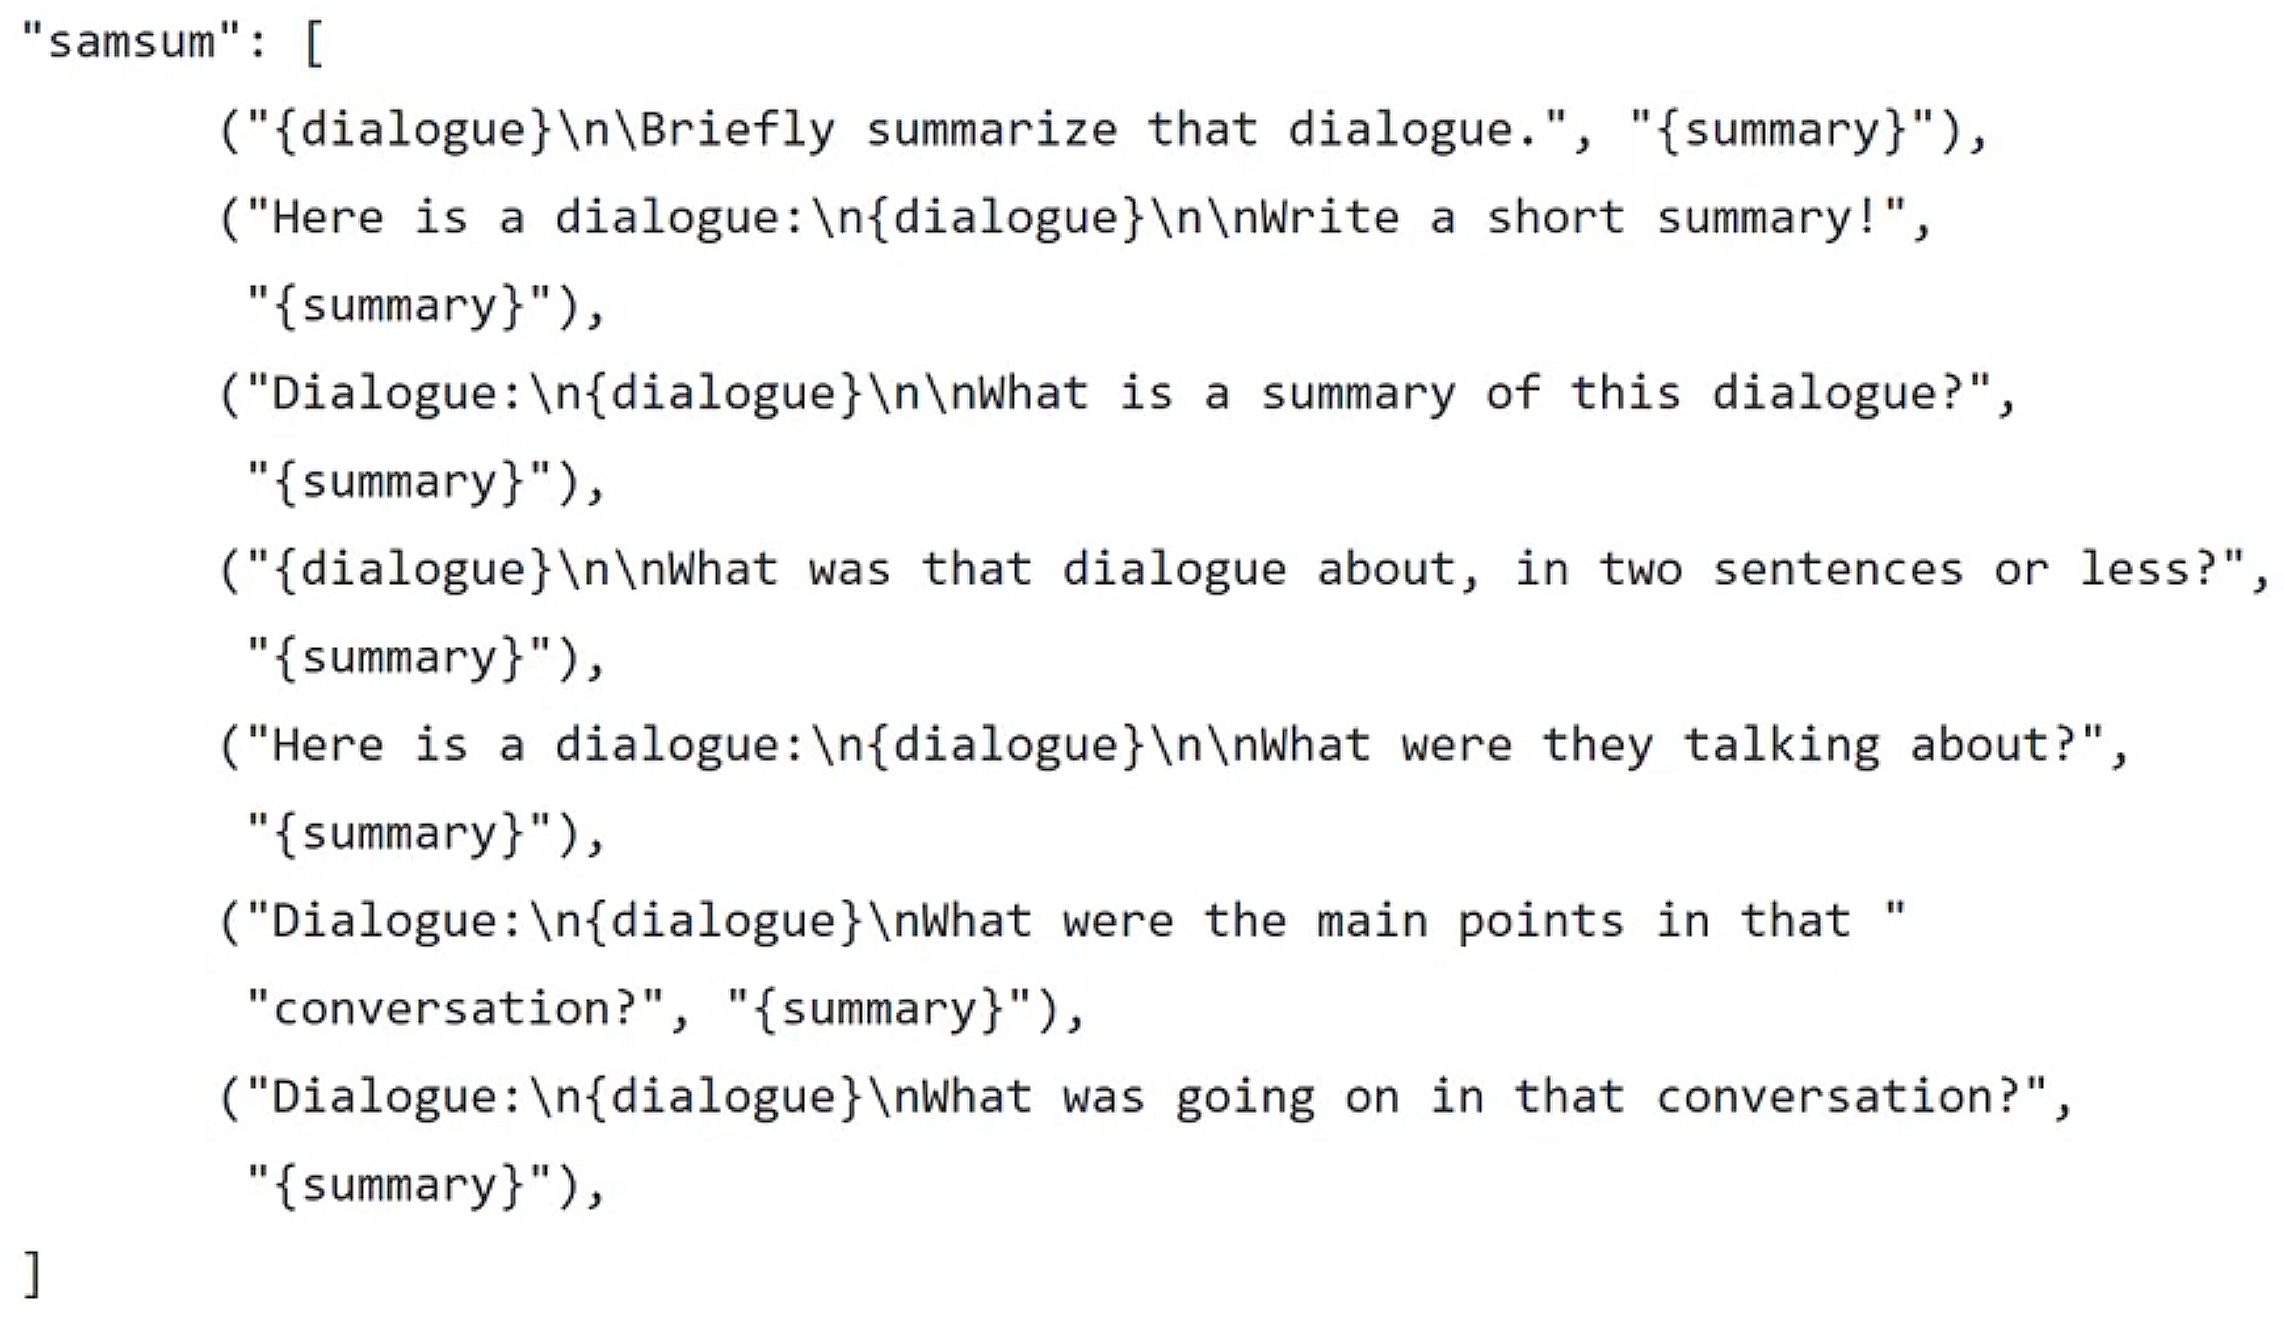 "samsum": [
("{dialogue}\n\Briefly summarize that dialogue.", "{summary}"),
("Here is a dialogue:\n{dialogue}\n\nWrite a short summary!",
"{summary}"),
("Dialogue:\n{dialogue}\n\nWhat is a summary of this dialogue?",
"{summary}"),
("{dialogue}\n\nWhat was that dialogue about, in two sentences or less?",
"{summary}"),
("Here is a dialogue:\n{dialogue}\n\nWhat were they talking about?",
"{summary}"),
("Dialogue:\n{dialogue}\nWhat were the main points in that "
"conversation?", "{summary}"),
("Dialogue:\n{dialogue}\nWhat was going on in that conversation?",
"{summary}"),
]